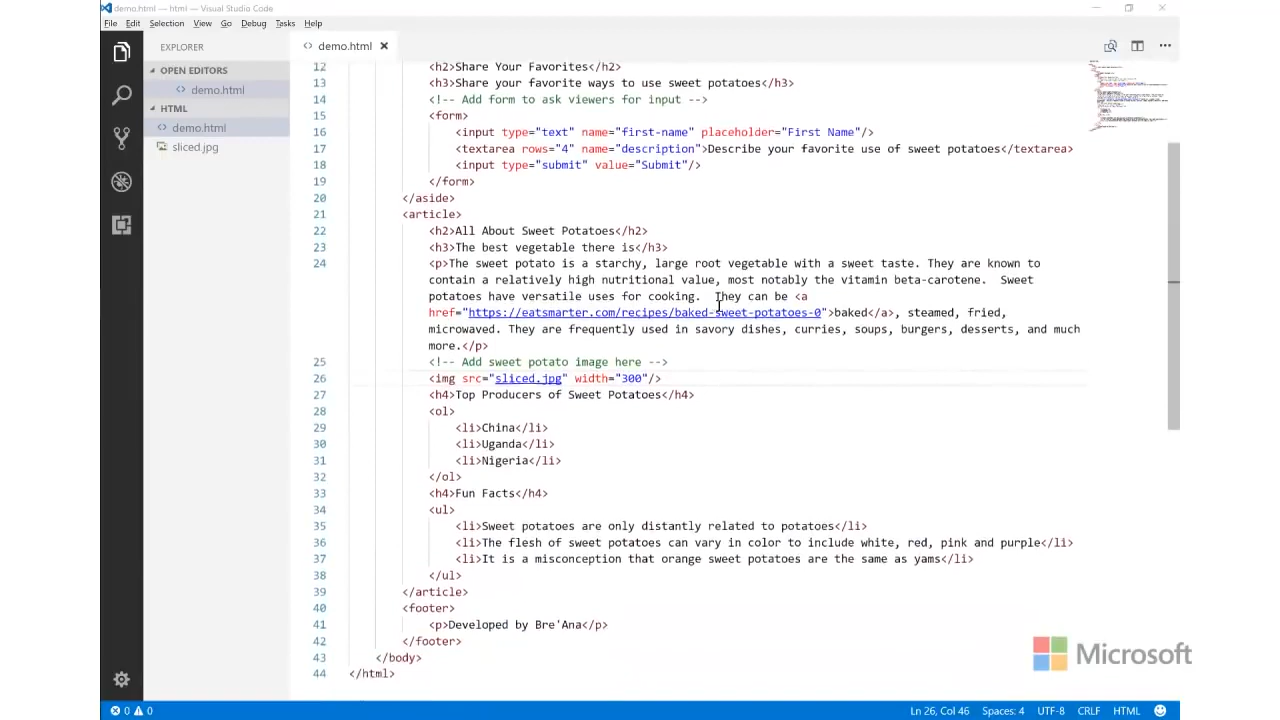 demo.html — html — Visual Studio Code
File Edit Selection View Go Debug Tasks Help
EXPLORER
OPEN EDITORS
demo.html
HTML
demo.html
sliced.jpg
demo.html
12 <h2>Share Your Favorites</h2>
13 <h3>Share your favorite ways to use sweet potatoes</h3>
14 <!-- Add form to ask viewers for input -->
15 <form>
16 <input type="text" name="first-name" placeholder="First Name"/>
17 <textarea rows="4" name="description">Describe your favorite use of sweet potatoes</textarea>
18 <input type="submit" value="Submit"/>
19 </form>
20 </aside>
21 <article>
22 <h2>All About Sweet Potatoes</h2>
23 <h3>The best vegetable there is</h3>
24 <p>The sweet potato is a starchy, large root vegetable with a sweet taste. They are known to
contain a relatively high nutritional value, most notably the vitamin beta-carotene.  Sweet
potatoes have versatile uses for cooking.  They can be <a
href="https://eatsmarter.com/recipes/baked-sweet-potatoes-0">baked</a>, steamed, fried,
microwaved. They are frequently used in savory dishes, curries, soups, burgers, desserts, and much
more.</p>
25 <!-- Add sweet potato image here -->
26 <img src="sliced.jpg" width="300"/>
27 <h4>Top Producers of Sweet Potatoes</h4>
28 <ol>
29 <li>China</li>
30 <li>Uganda</li>
31 <li>Nigeria</li>
32 </ol>
33 <h4>Fun Facts</h4>
34 <ul>
35 <li>Sweet potatoes are only distantly related to potatoes</li>
36 <li>The flesh of sweet potatoes can vary in color to include white, red, pink and purple</li>
37 <li>It is a misconception that orange sweet potatoes are the same as yams</li>
38 </ul>
39 </article>
40 <footer>
41 <p>Developed by Bre'Ana</p>
42 </footer>
43 </body>
44 </html>
Microsoft
0 0 Ln 26, Col 46 Spaces: 4 UTF-8 CRLF HTML